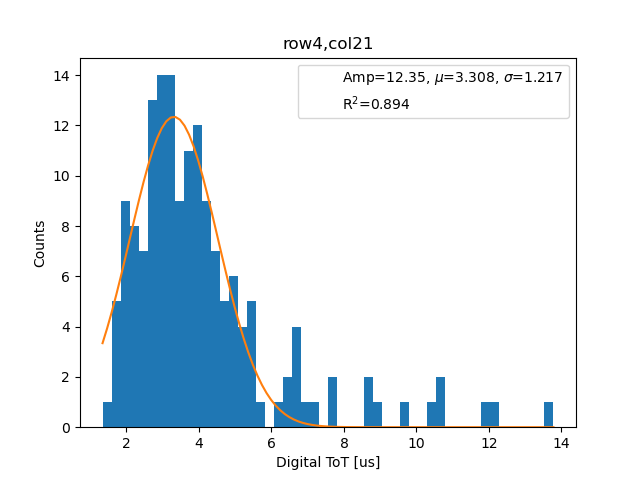 row4,col21
Amp=12.35, μ=3.308, σ=1.217
R²=0.894
14
12
10
8
6
4
2
0
Counts
2 4 6 8 10 12 14
Digital ToT [us]